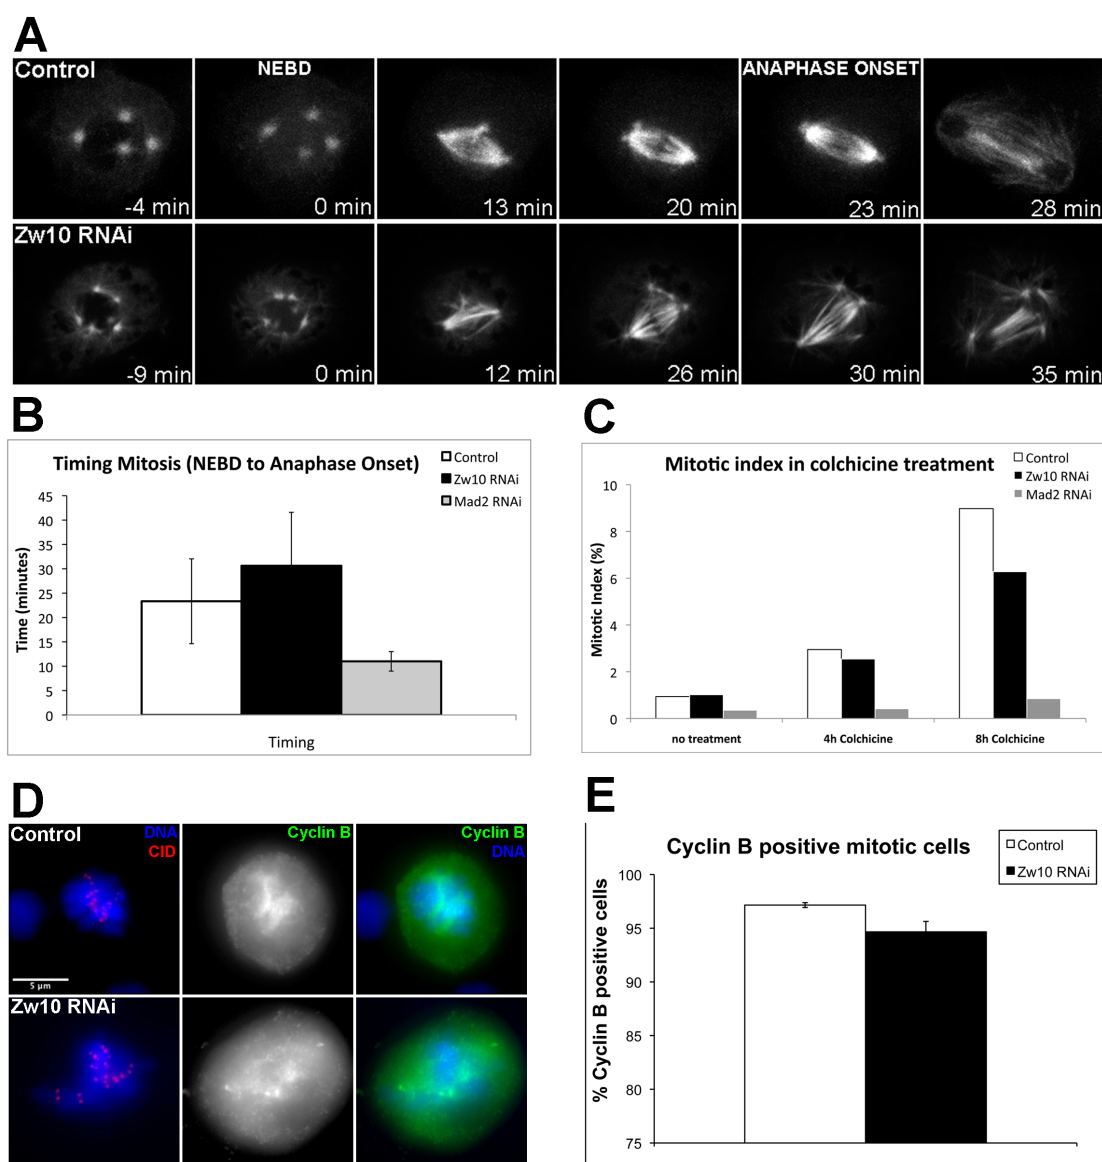 A
Control
NEBD
ANAPHASE ONSET
-4 min
0 min
13 min
20 min
23 min
28 min
Zw10 RNAi
-9 min
0 min
12 min
26 min
30 min
35 min
B
Timing Mitosis (NEBD to Anaphase Onset)
Control
Zw10 RNAi
Mad2 RNAi
Time (minutes)
45
40
35
30
25
20
15
10
5
0
Timing
C
Mitotic index in colchicine treatment
Control
Zw10 RNAi
Mad2 RNAi
Mitotic Index (%)
10
8
6
4
2
0
no treatment
4h Colchicine
8h Colchicine
D
Control
DNA
CID
Cyclin B
Cyclin B
DNA
5 µm
Zw10 RNAi
E
Cyclin B positive mitotic cells
Control
Zw10 RNAi
% Cyclin B positive cells
100
95
90
85
80
75